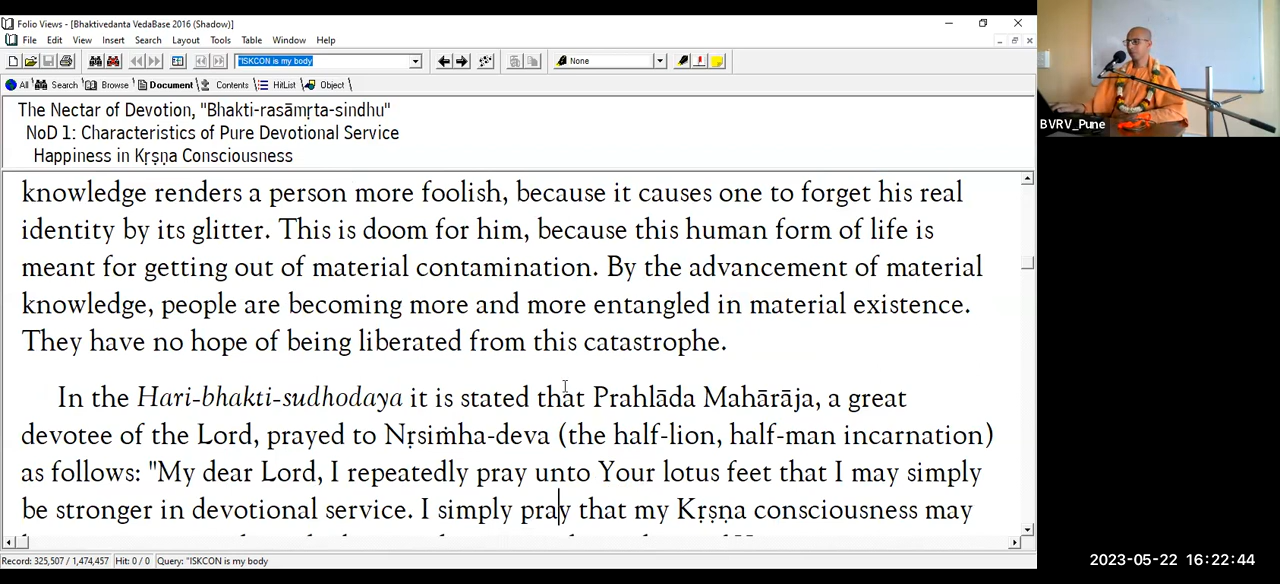 Folio Views - [Bhaktivedanta VedaBase 2016 (Shadow)]
File Edit View Insert Search Layout Tools Table Window Help
"ISKCON is my body
None
All Search Browse Document Contents HitList Object
The Nectar of Devotion, "Bhakti-rasāmṛta-sindhu"
NoD 1: Characteristics of Pure Devotional Service
Happiness in Kṛṣṇa Consciousness
knowledge renders a person more foolish, because it causes one to forget his real
identity by its glitter. This is doom for him, because this human form of life is
meant for getting out of material contamination. By the advancement of material
knowledge, people are becoming more and more entangled in material existence.
They have no hope of being liberated from this catastrophe.
In the Hari-bhakti-sudhodaya it is stated that Prahlāda Mahārāja, a great
devotee of the Lord, prayed to Nṛsiṁha-deva (the half-lion, half-man incarnation)
as follows: "My dear Lord, I repeatedly pray unto Your lotus feet that I may simply
be stronger in devotional service. I simply pray that my Kṛṣṇa consciousness may
Record: 325,507 / 1,474,457 Hit: 0 / 0 Query: "ISKCON is my body
BVRV_Pune
2023-05-22 16:22:44